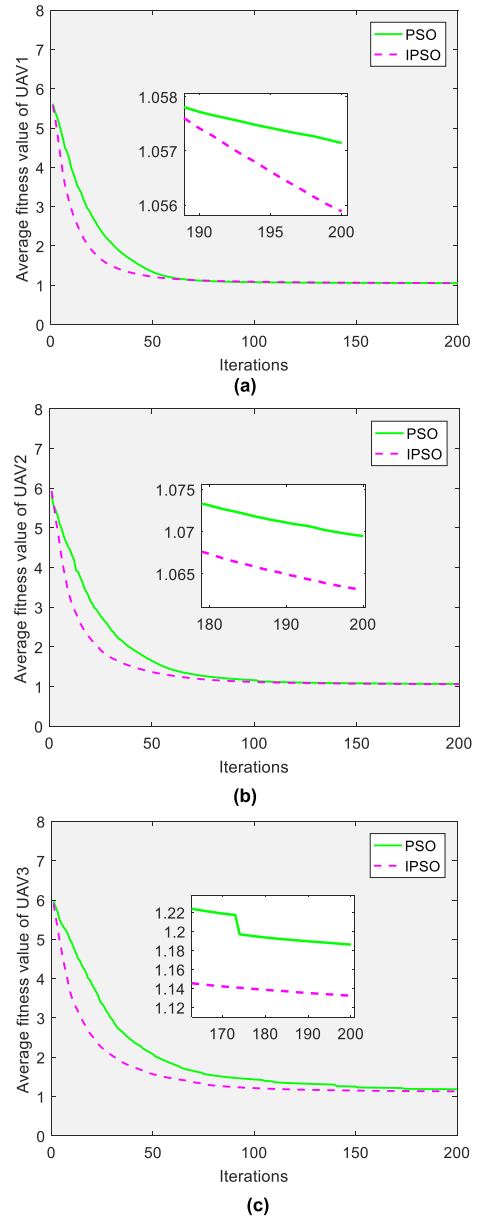 8
7
6
5
4
3
2
1
0
Average fitness value of UAV1
PSO
IPSO
1.058
1.057
1.056
190 195 200
0 50 100 150 200
Iterations
(a)
8
7
6
5
4
3
2
1
0
Average fitness value of UAV2
PSO
IPSO
1.075
1.07
1.065
180 190 200
0 50 100 150 200
Iterations
(b)
8
7
6
5
4
3
2
1
0
Average fitness value of UAV3
PSO
IPSO
1.22
1.2
1.18
1.16
1.14
1.12
170 180 190 200
0 50 100 150 200
Iterations
(c)